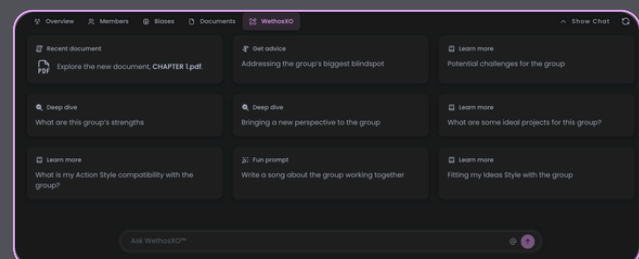 Overview Members Biases Documents WethosXO Show Chat
Recent document
Explore the new document, CHAPTER 1.pdf.
PDF
Get advice
Addressing the group's biggest blindspot
Learn more
Potential challenges for the group
Deep dive
What are this group's strengths
Deep dive
Bringing a new perspective to the group
Learn more
What are some ideal projects for this group?
Learn more
What is my Action Style compatibility with the
group?
Fun prompt
Write a song about the group working together
Learn more
Fitting my Ideas Style with the group
Ask WethosXO™ @